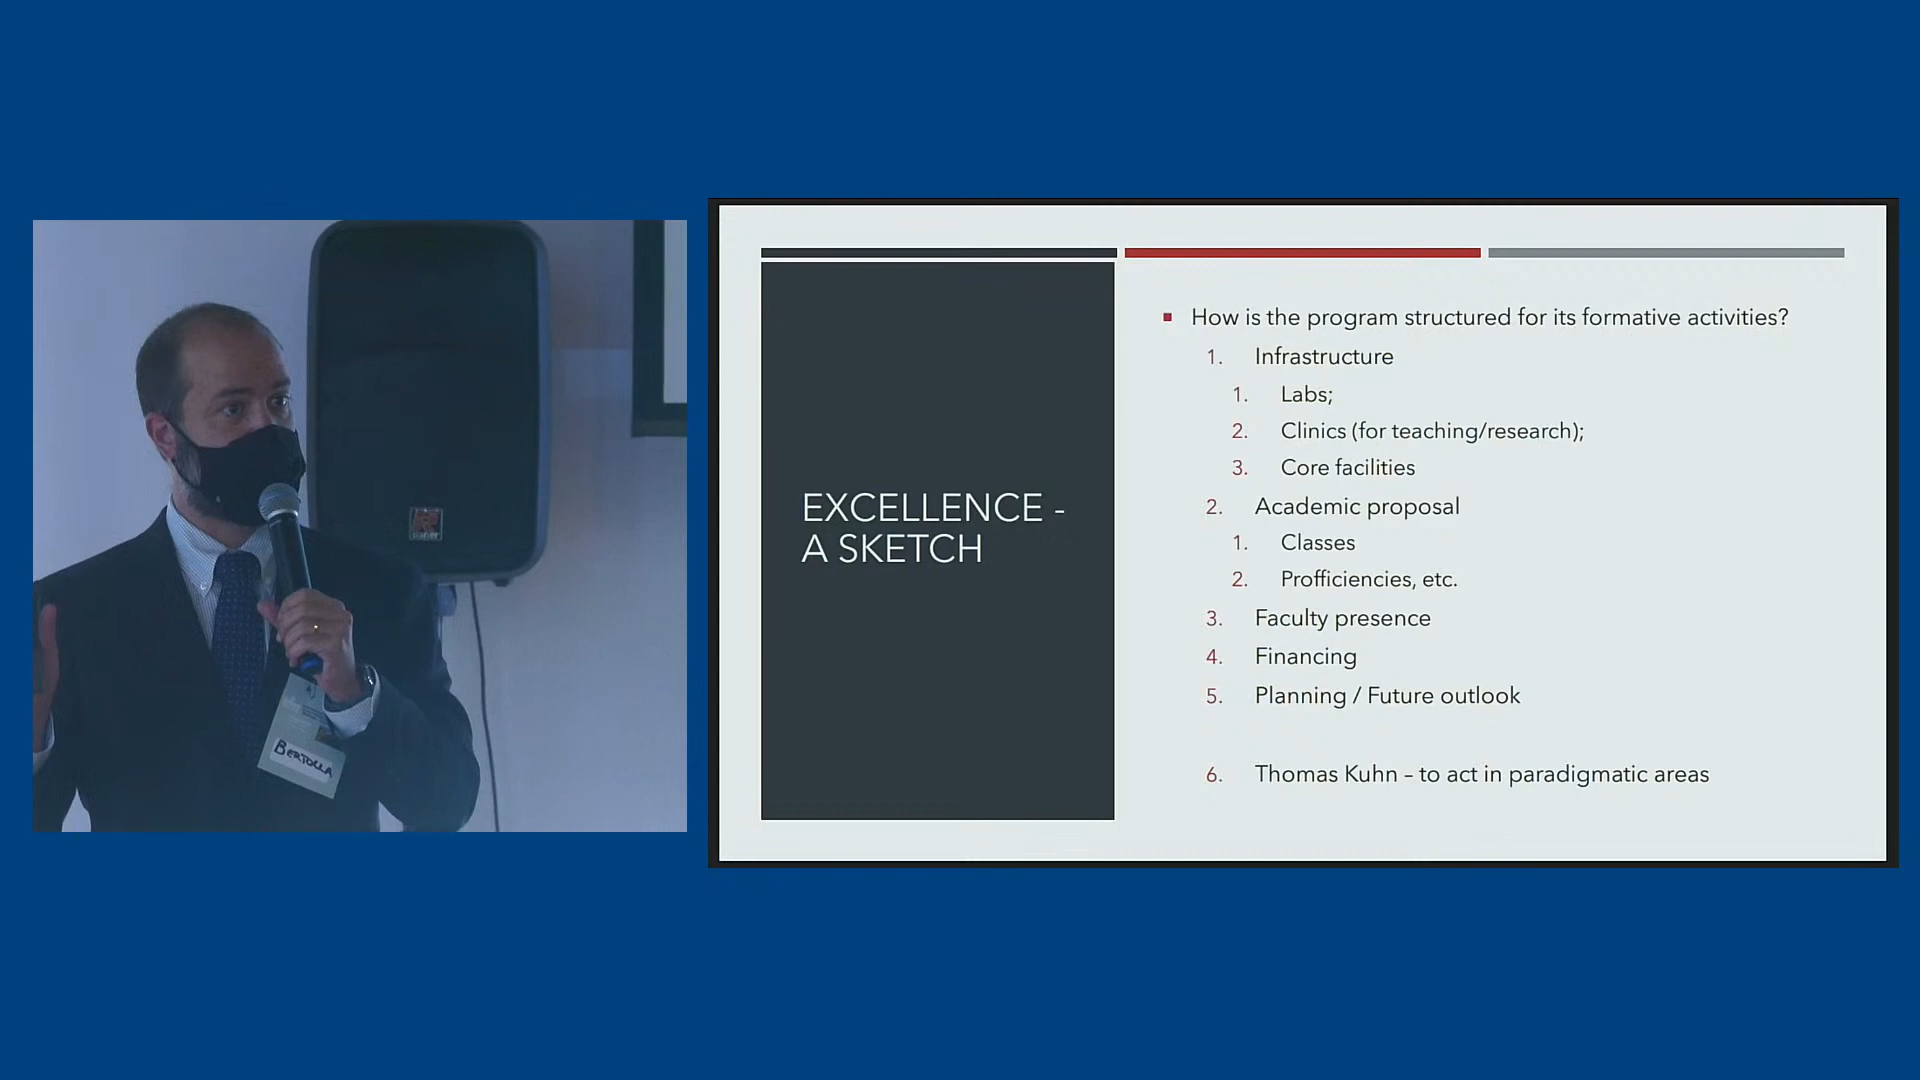 BERTOLLA
EXCELLENCE -
A SKETCH
▪ How is the program structured for its formative activities?
1. Infrastructure
1. Labs;
2. Clinics (for teaching/research);
3. Core facilities
2. Academic proposal
1. Classes
2. Profficiencies, etc.
3. Faculty presence
4. Financing
5. Planning / Future outlook
6. Thomas Kuhn – to act in paradigmatic areas